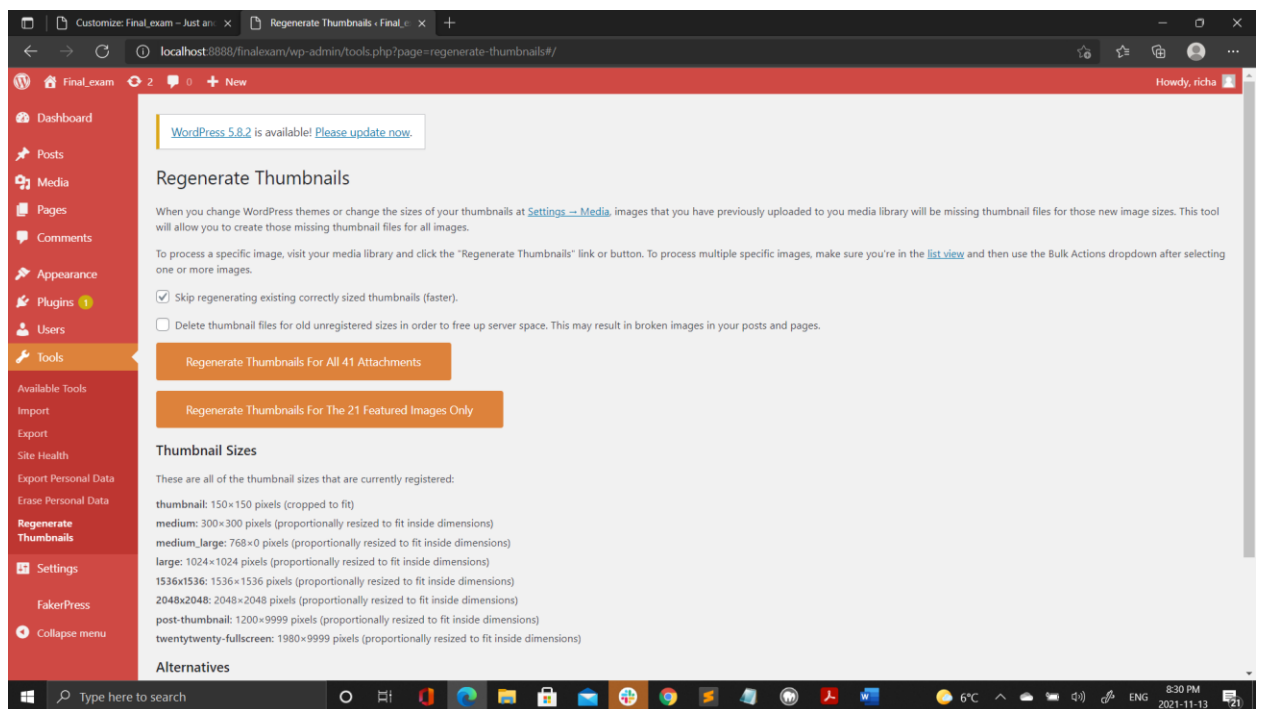 Customize: Final_exam – Just an
Regenerate Thumbnails ‹ Final_e
localhost:8888/finalexam/wp-admin/tools.php?page=regenerate-thumbnails#/
Final_exam 2 0 + New
Howdy, richa
Dashboard
Posts
Media
Pages
Comments
Appearance
Plugins 1
Users
Tools
Available Tools
Import
Export
Site Health
Export Personal Data
Erase Personal Data
Regenerate
Thumbnails
Settings
FakerPress
Collapse menu
WordPress 5.8.2 is available! Please update now.
Regenerate Thumbnails
When you change WordPress themes or change the sizes of your thumbnails at Settings → Media, images that you have previously uploaded to you media library will be missing thumbnail files for those new image sizes. This tool
will allow you to create those missing thumbnail files for all images.
To process a specific image, visit your media library and click the "Regenerate Thumbnails" link or button. To process multiple specific images, make sure you're in the list view and then use the Bulk Actions dropdown after selecting
one or more images.
Skip regenerating existing correctly sized thumbnails (faster).
Delete thumbnail files for old unregistered sizes in order to free up server space. This may result in broken images in your posts and pages.
Regenerate Thumbnails For All 41 Attachments
Regenerate Thumbnails For The 21 Featured Images Only
Thumbnail Sizes
These are all of the thumbnail sizes that are currently registered:
thumbnail: 150×150 pixels (cropped to fit)
medium: 300×300 pixels (proportionally resized to fit inside dimensions)
medium_large: 768×0 pixels (proportionally resized to fit inside dimensions)
large: 1024×1024 pixels (proportionally resized to fit inside dimensions)
1536x1536: 1536×1536 pixels (proportionally resized to fit inside dimensions)
2048x2048: 2048×2048 pixels (proportionally resized to fit inside dimensions)
post-thumbnail: 1200×9999 pixels (proportionally resized to fit inside dimensions)
twentytwenty-fullscreen: 1980×9999 pixels (proportionally resized to fit inside dimensions)
Alternatives
Type here to search
6°C
ENG
8:30 PM
2021-11-13
21